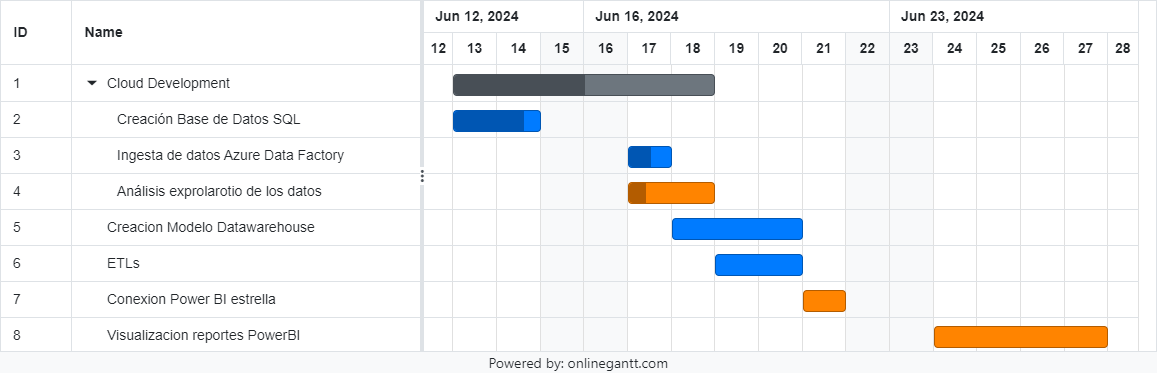 ID Name Jun 12, 2024 Jun 16, 2024 Jun 23, 2024
12 13 14 15 16 17 18 19 20 21 22 23 24 25 26 27 28
1 Cloud Development
2 Creación Base de Datos SQL
3 Ingesta de datos Azure Data Factory
4 Análisis exprolarotio de los datos
5 Creacion Modelo Datawarehouse
6 ETLs
7 Conexion Power BI estrella
8 Visualizacion reportes PowerBI
Powered by: onlinegantt.com